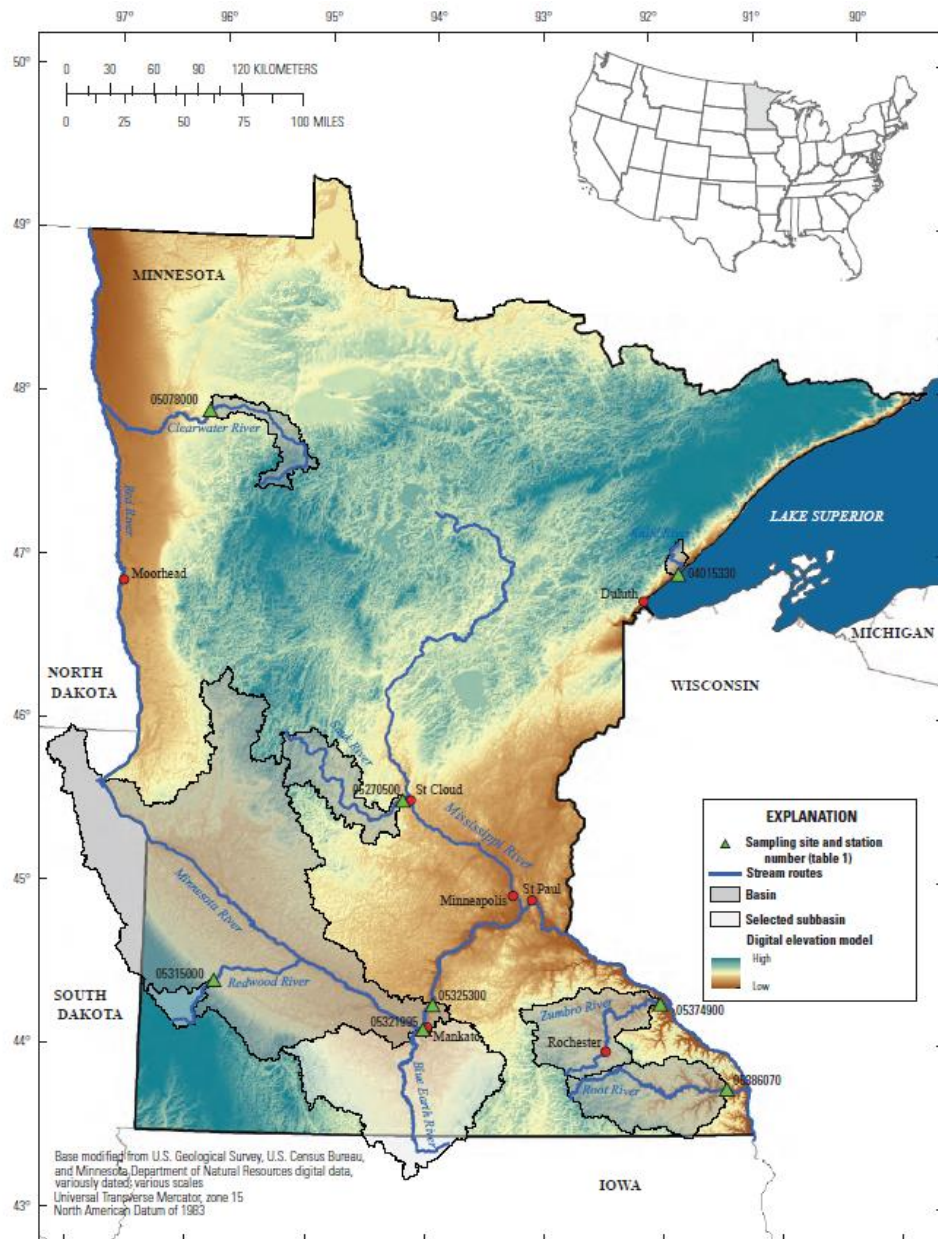 97° 96° 95° 94° 93° 92° 91° 90°
50°
0 30 60 90 120 KILOMETERS
0 25 50 75 100 MILES
49°
MINNESOTA
48°
05078000
Clearwater River
Red River
47°
LAKE SUPERIOR
Moorhead
04015330
Duluth
MICHIGAN
NORTH
DAKOTA
WISCONSIN
46°
Sauk River
05270500
St Cloud
Mississippi River
EXPLANATION
Sampling site and station
number (table 1)
Stream routes
Basin
Selected subbasin
Digital elevation model
High
Low
45°
Minneapolis
St Paul
Minnesota River
05315000
Redwood River
SOUTH
DAKOTA
05325300
05374900
Zumbro River
05321995
Mankato
44°
Rochester
Blue Earth River
Root River
05386070
Base modified from U.S. Geological Survey, U.S. Census Bureau,
and Minnesota Department of Natural Resources digital data,
variously dated; various scales
Universal Transverse Mercator, zone 15
North American Datum of 1983
IOWA
43°